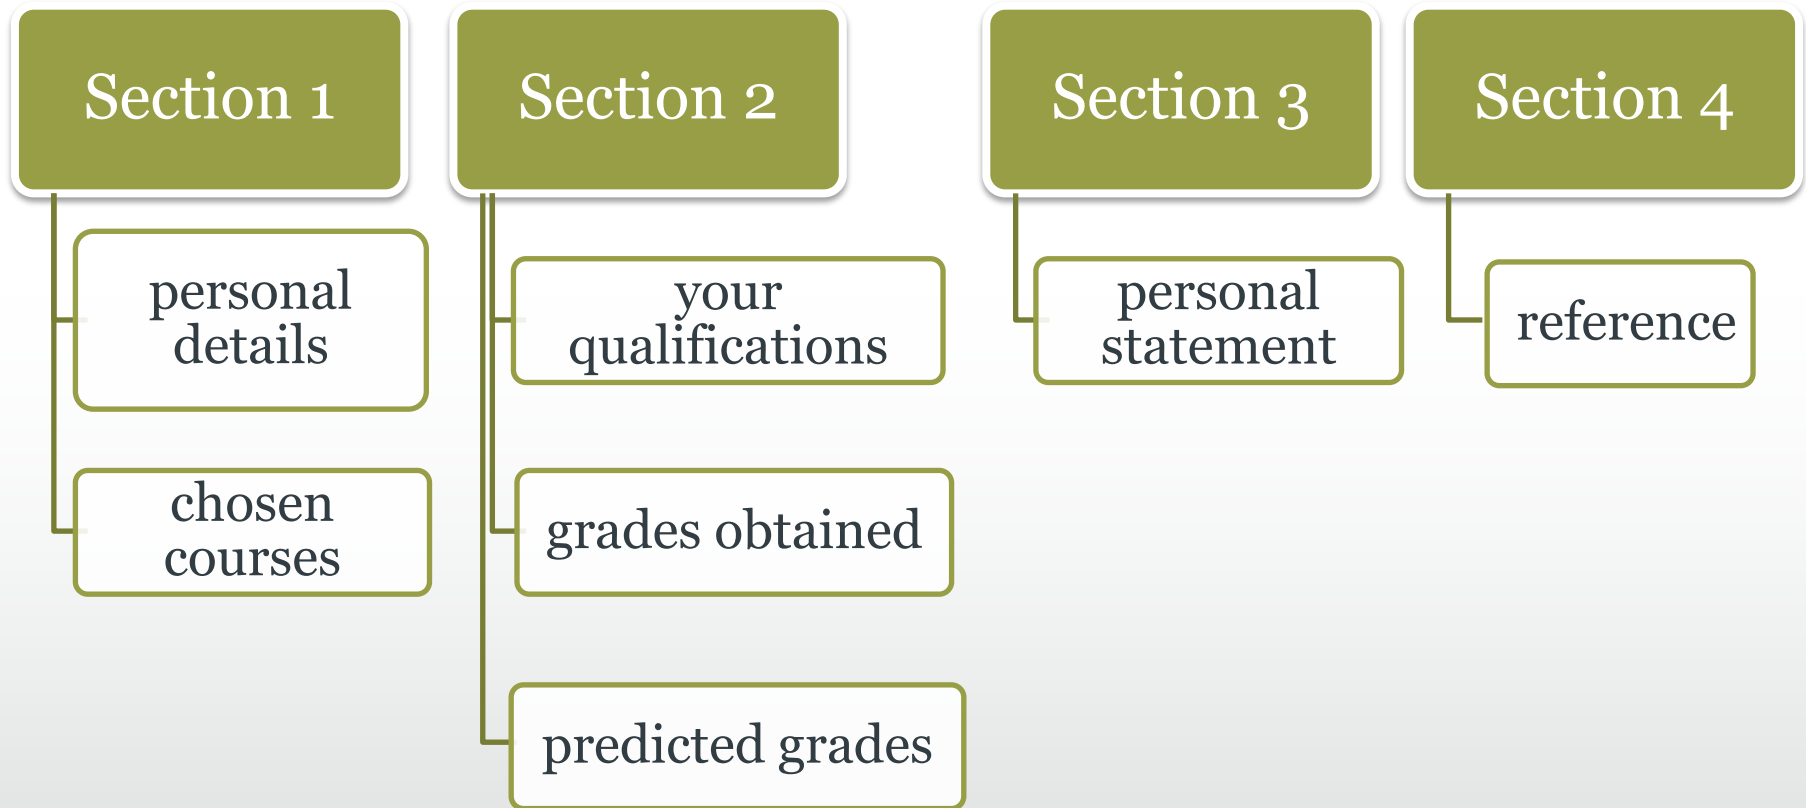 Section 1
personal
details
chosen
courses
Section 2
your
qualifications
grades obtained
predicted grades
Section 3
personal
statement
Section 4
reference